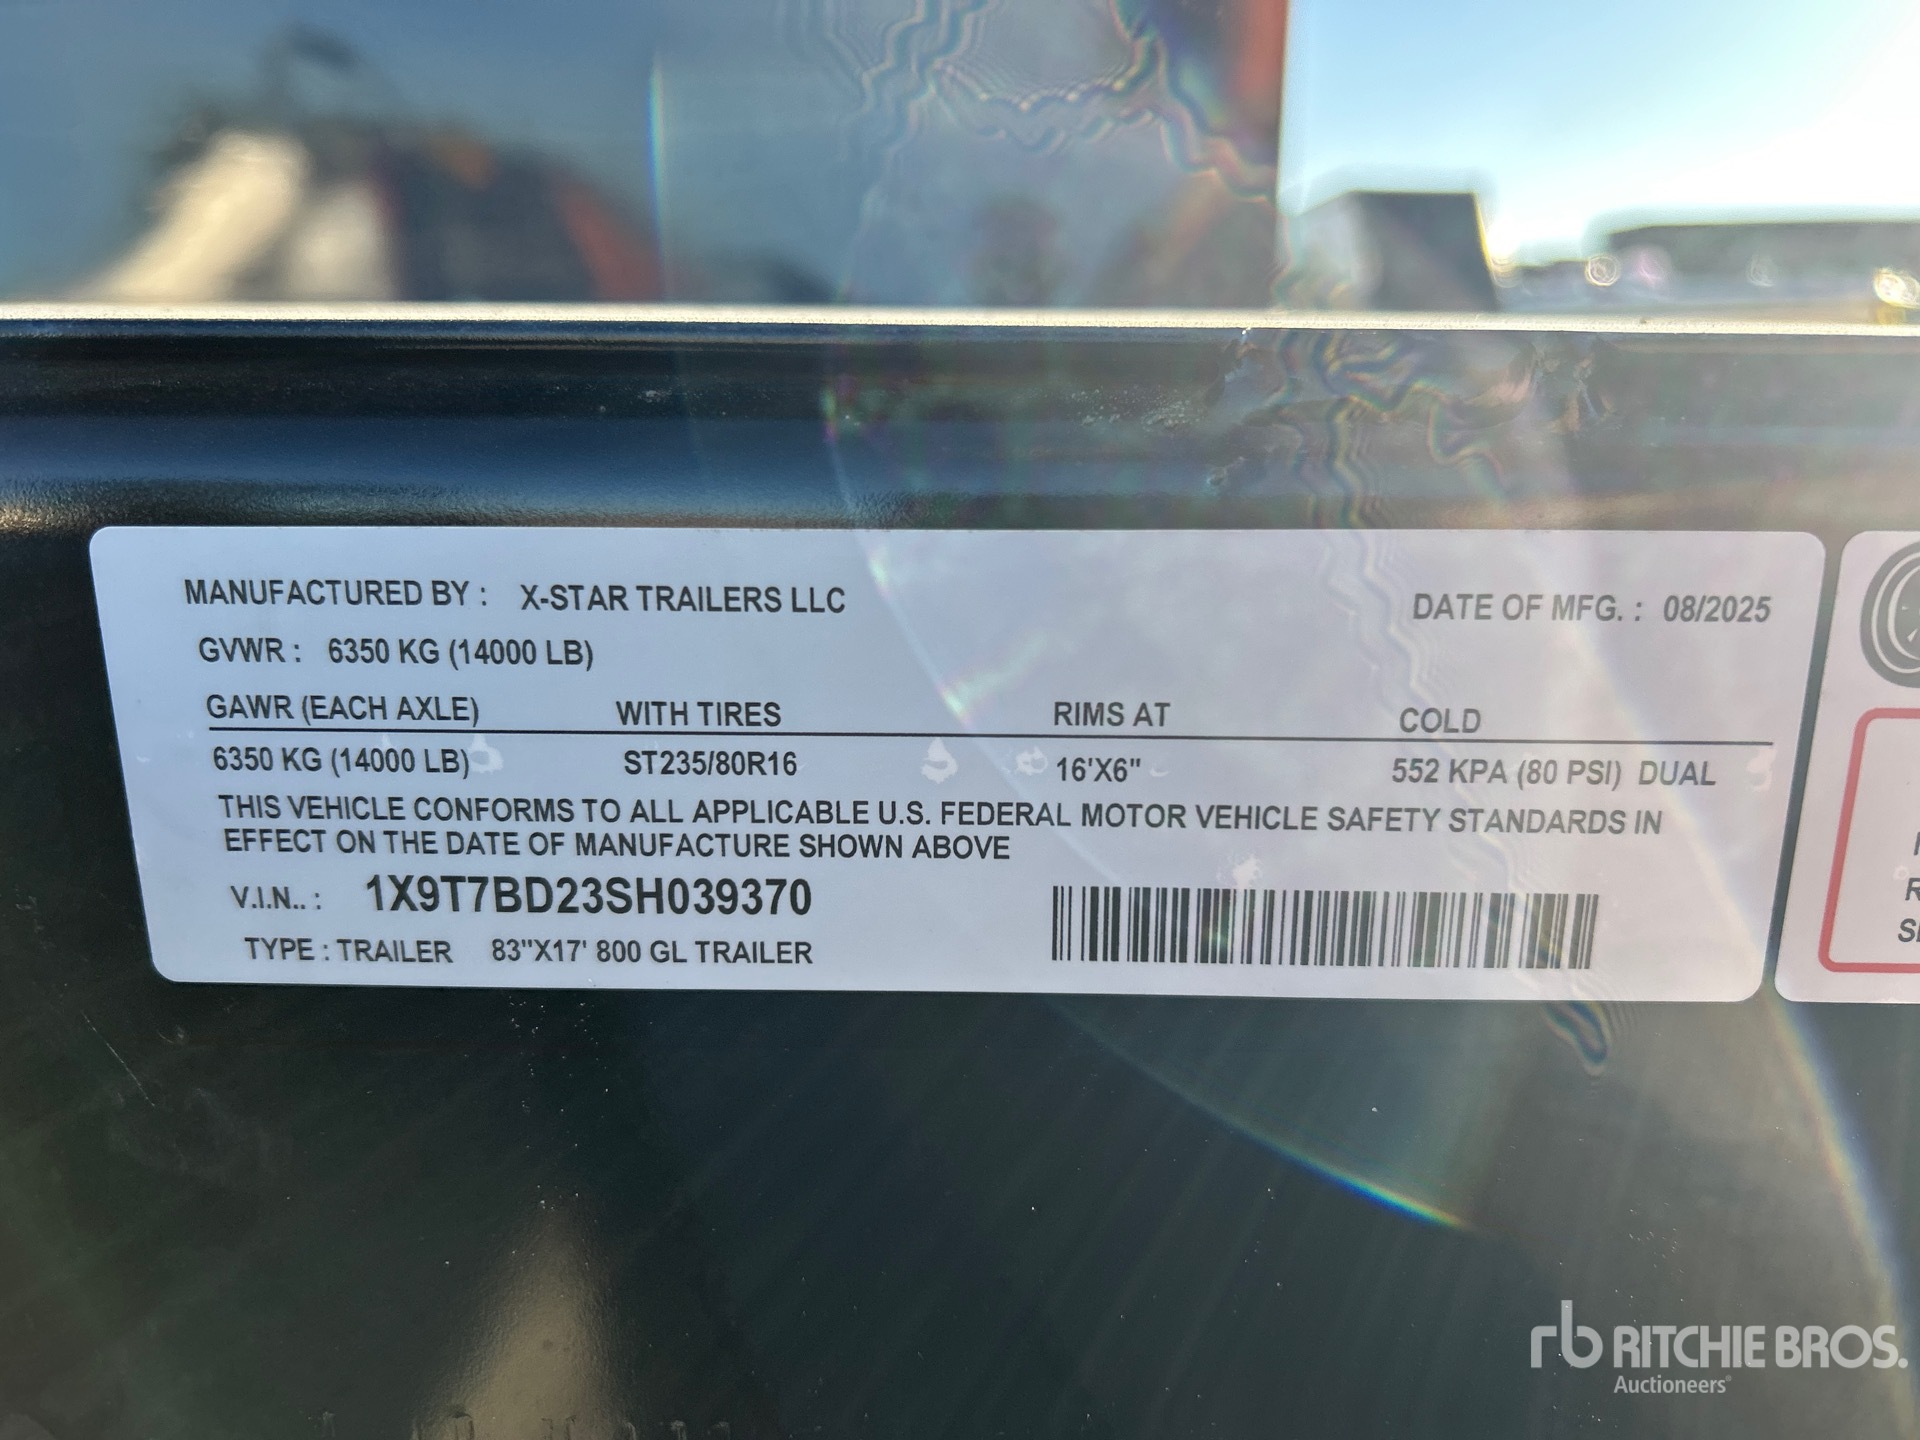 MANUFACTURED BY : X-STAR TRAILERS LLC DATE OF MFG. : 08/2025
GVWR : 6350 KG (14000 LB)
GAWR (EACH AXLE) WITH TIRES RIMS AT COLD
6350 KG (14000 LB) ST235/80R16 16'X6" 552 KPA (80 PSI) DUAL
THIS VEHICLE CONFORMS TO ALL APPLICABLE U.S. FEDERAL MOTOR VEHICLE SAFETY STANDARDS IN
EFFECT ON THE DATE OF MANUFACTURE SHOWN ABOVE
V.I.N.. : 1X9T7BD23SH039370
TYPE : TRAILER 83"X17' 800 GL TRAILER
rb RITCHIE BROS.
Auctioneers